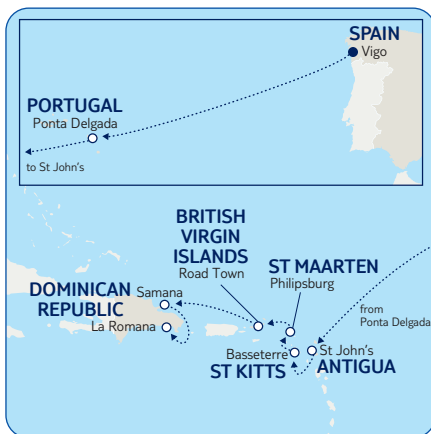 SPAIN
Vigo
PORTUGAL
Ponta Delgada
to St John's
BRITISH
VIRGIN
ISLANDS
Road Town
ST MAARTEN
Philipsburg
DOMINICAN
REPUBLIC
Samana
La Romana
from
Ponta Delgada
Basseterre
ST KITTS
St John's
ANTIGUA